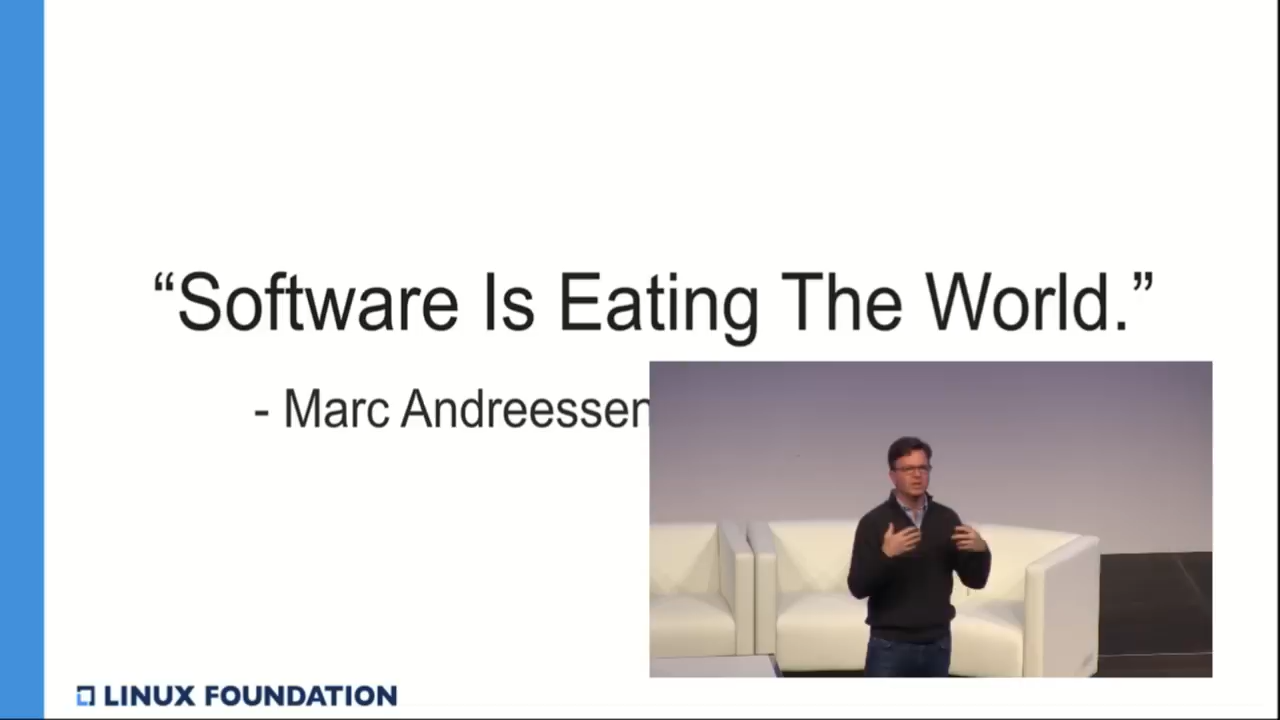 “Software Is Eating The World.”
- Marc Andreessen
LINUX FOUNDATION